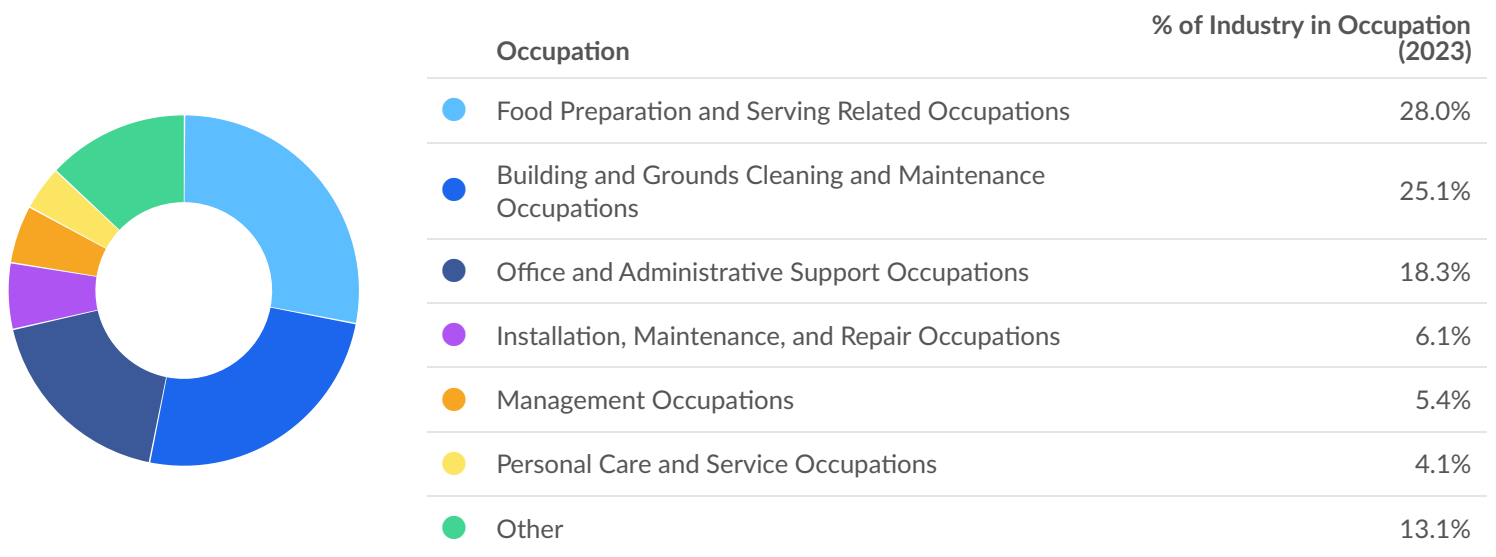 Occupation
% of Industry in Occupation
(2023)
Food Preparation and Serving Related Occupations
28.0%
Building and Grounds Cleaning and Maintenance
Occupations
25.1%
Office and Administrative Support Occupations
18.3%
Installation, Maintenance, and Repair Occupations
6.1%
Management Occupations
5.4%
Personal Care and Service Occupations
4.1%
Other
13.1%